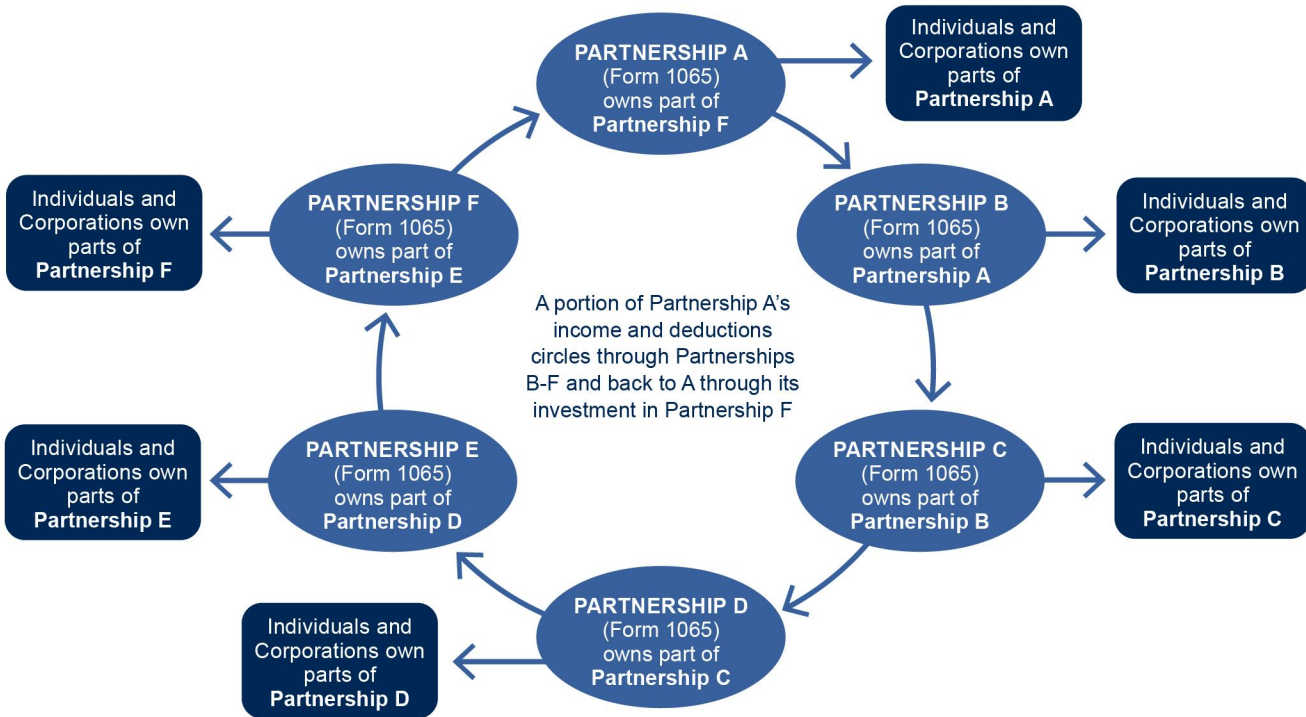 PARTNERSHIP A
(Form 1065)
owns part of
Partnership F
Individuals and
Corporations own
parts of
Partnership A
PARTNERSHIP B
(Form 1065)
owns part of
Partnership A
Individuals and
Corporations own
parts of
Partnership B
PARTNERSHIP C
(Form 1065)
owns part of
Partnership B
Individuals and
Corporations own
parts of
Partnership C
PARTNERSHIP D
(Form 1065)
owns part of
Partnership C
Individuals and
Corporations own
parts of
Partnership D
PARTNERSHIP E
(Form 1065)
owns part of
Partnership D
Individuals and
Corporations own
parts of
Partnership E
PARTNERSHIP F
(Form 1065)
owns part of
Partnership E
Individuals and
Corporations own
parts of
Partnership F
A portion of Partnership A’s
income and deductions
circles through Partnerships
B-F and back to A through its
investment in Partnership F